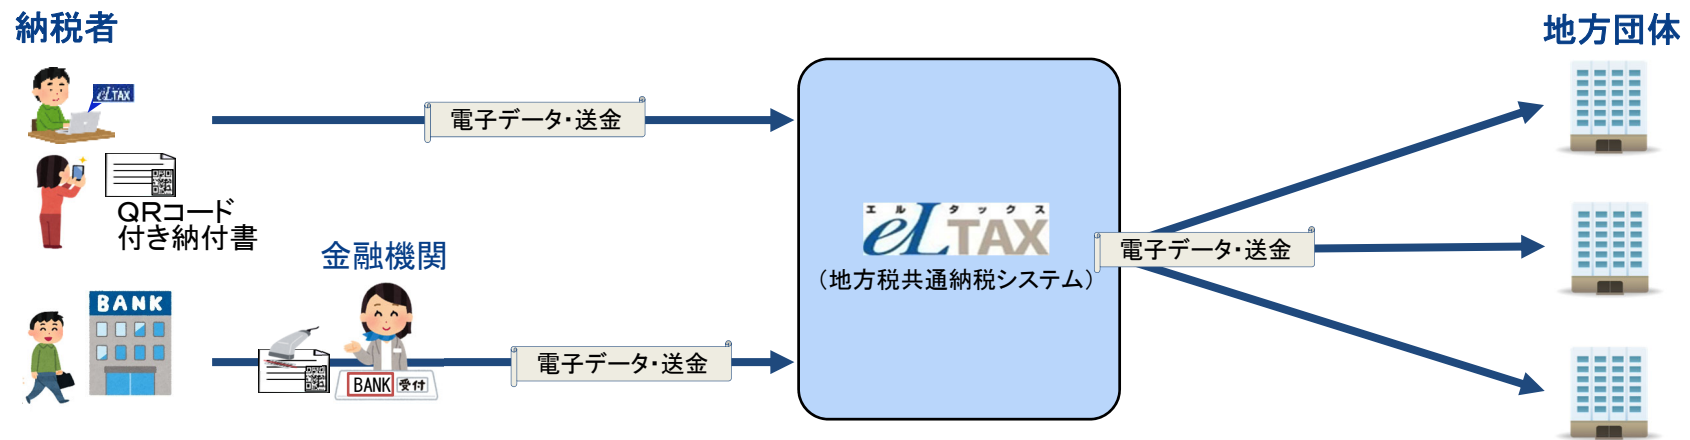 納税者
地方団体
eLTAX
電子データ・送金
QRコード
付き納付書
金融機関
エルタックス
eLTAX
(地方税共通納税システム)
電子データ・送金
BANK
電子データ・送金
BANK 受付